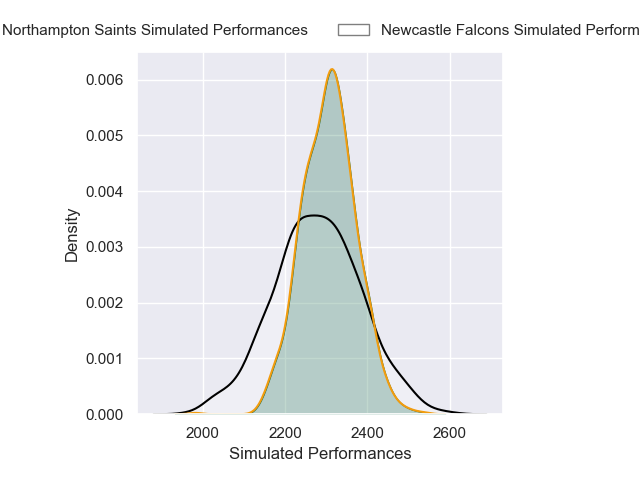 Northampton Saints Simulated Performances
Newcastle Falcons Simulated Perform
0.006
0.005
0.004
0.003
0.002
0.001
0.000
Density
2000 2200 2400 2600
Simulated Performances